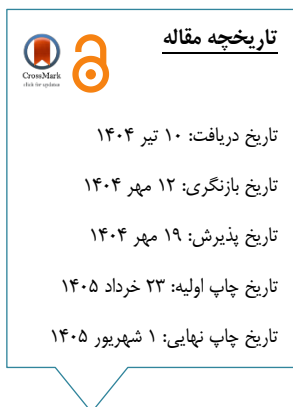 تاریخچه مقاله
CrossMark
click for updates
تاریخ دریافت: ۱۰ تیر ۱۴۰۴
تاریخ بازنگری: ۱۲ مهر ۱۴۰۴
تاریخ پذیرش: ۱۹ مهر ۱۴۰۴
تاریخ چاپ اولیه: ۲۳ خرداد ۱۴۰۵
تاریخ چاپ نهایی: ۱ شهریور ۱۴۰۵